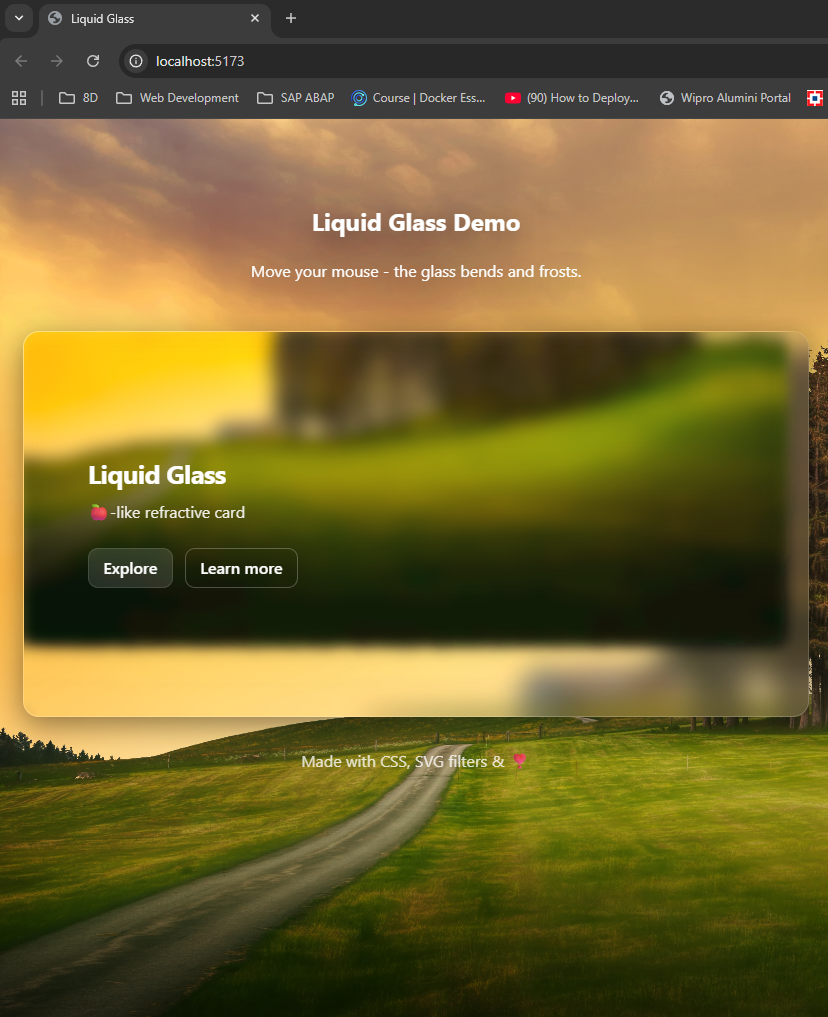 Liquid Glass
localhost:5173
8D
Web Development
SAP ABAP
Course | Docker Ess...
(90) How to Deploy...
Wipro Alumini Portal
Liquid Glass Demo
Move your mouse - the glass bends and frosts.
Liquid Glass
-like refractive card
Explore
Learn more
Made with CSS, SVG filters &